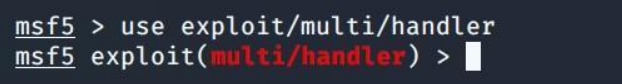 msf5 > use exploit/multi/handler
msf5 exploit(multi/handler) >